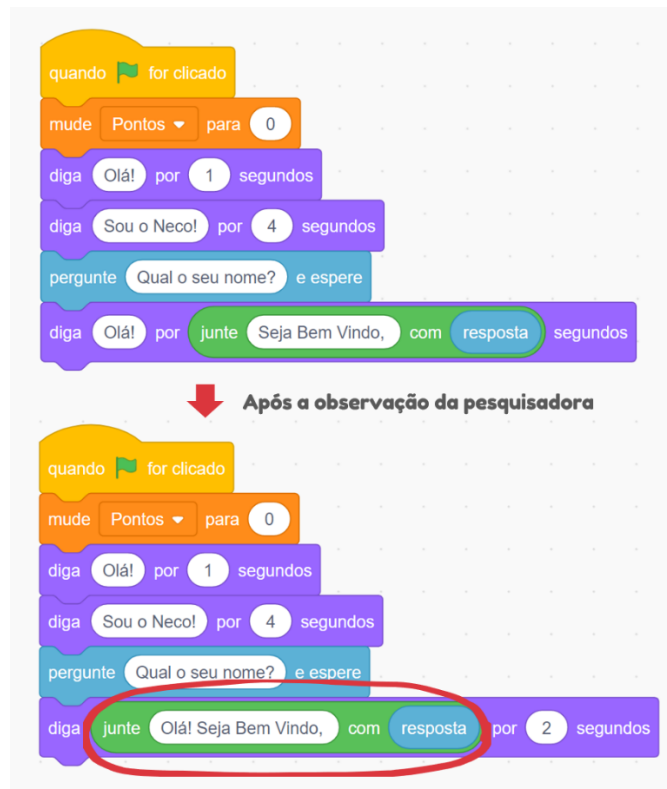 quando for clicado
mude Pontos para 0
diga Olá! por 1 segundos
diga Sou o Neco! por 4 segundos
pergunte Qual o seu nome? e espere
diga Olá! por junte Seja Bem Vindo, com resposta segundos
Após a observação da pesquisadora
quando for clicado
mude Pontos para 0
diga Olá! por 1 segundos
diga Sou o Neco! por 4 segundos
pergunte Qual o seu nome? e espere
diga junte Olá! Seja Bem Vindo, com resposta por 2 segundos